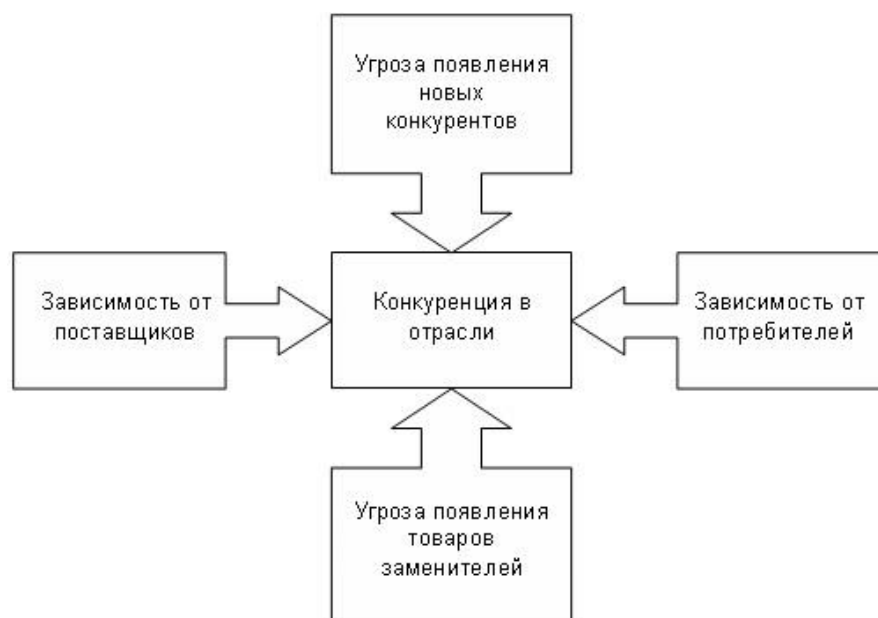 Угроза появления
новых
конкурентов
Зависимость от
поставщиков
Конкуренция в
отрасли
Зависимость от
потребителей
Угроза появления
товаров
заменителей